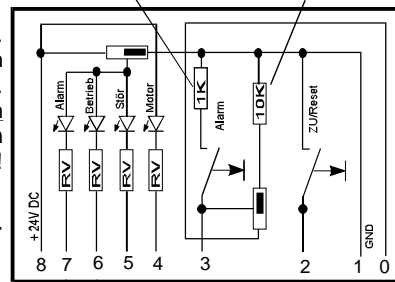 Alarm
Betrieb
Stör
Motor
1K
10K
Alarm
ZU/Reset
RV
RV
RV
RV
+24V DC
GND
8 7 6 5 4 3 2 1 0